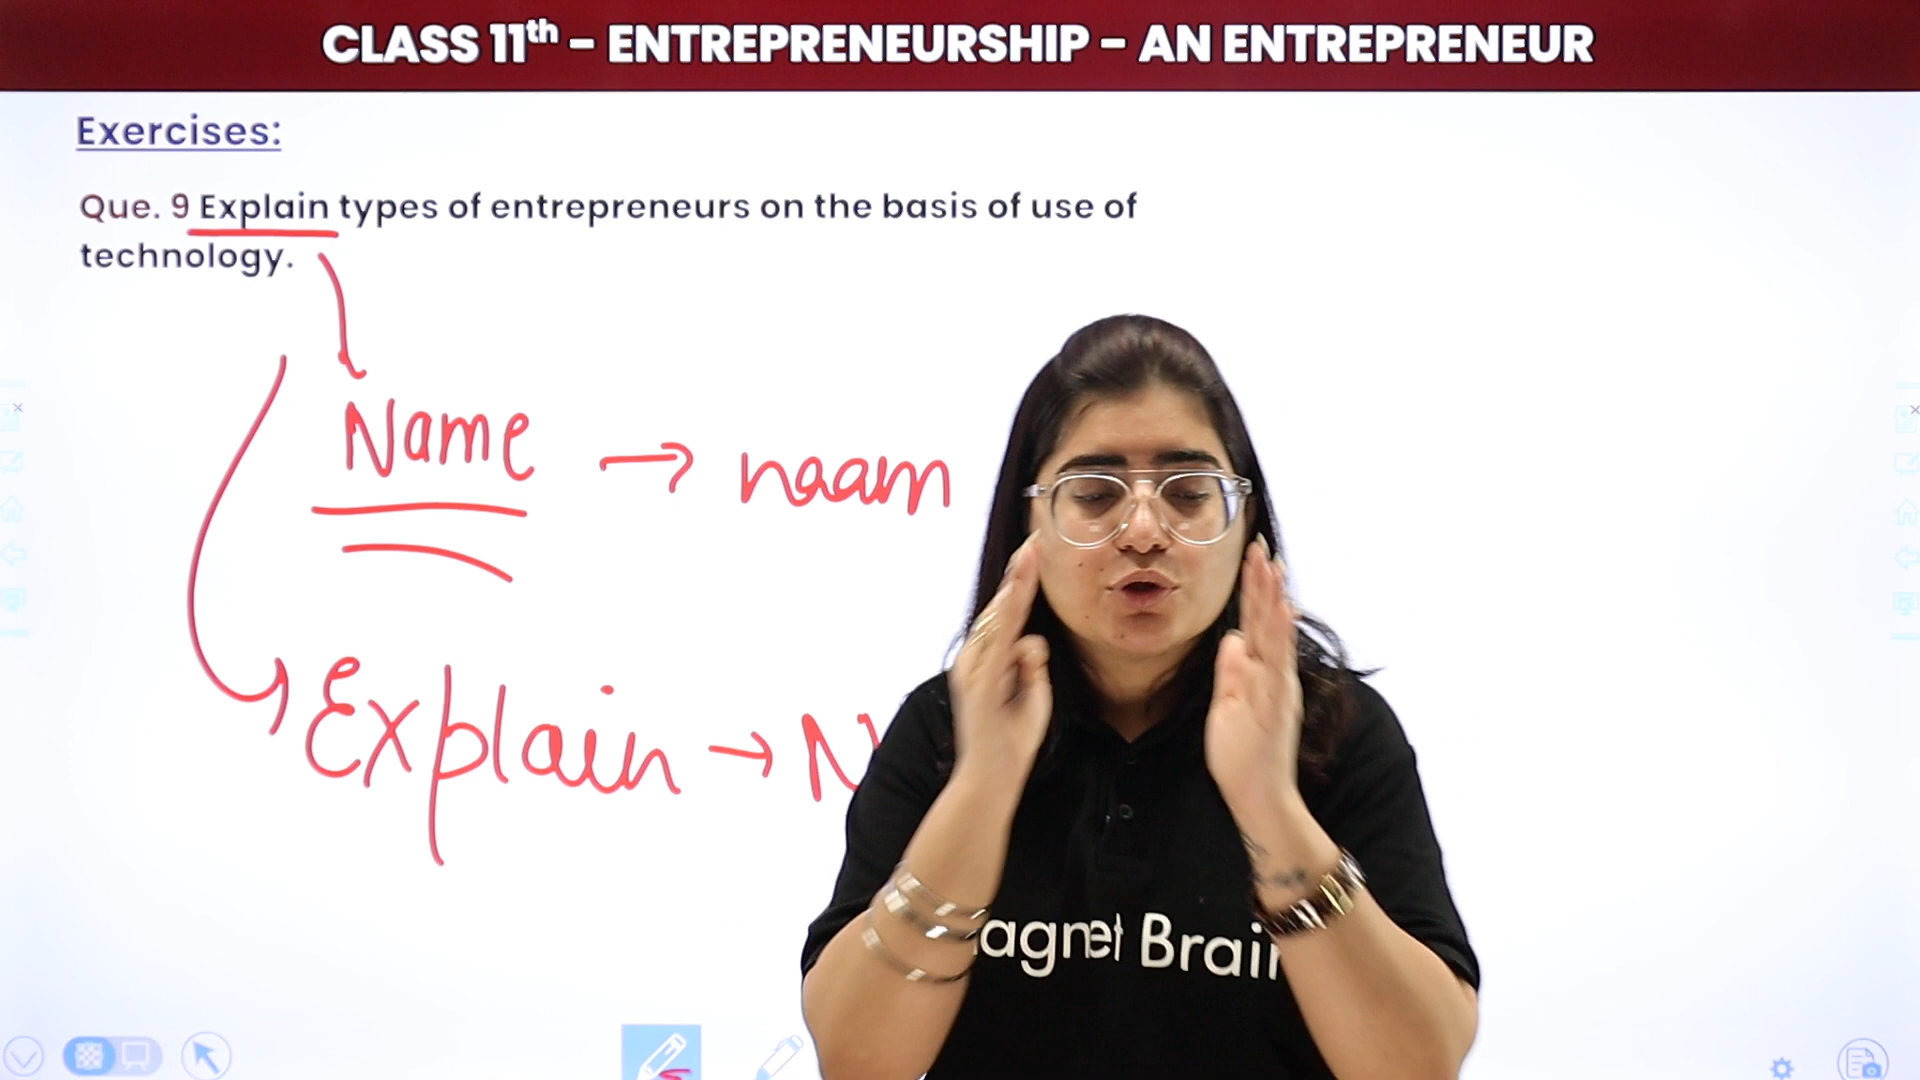 CLASS 11th – ENTREPRENEURSHIP – AN ENTREPRENEUR
Exercises:
Que. 9 Explain types of entrepreneurs on the basis of use of
technology.
Name → naam
Explain → N
agnet Brain